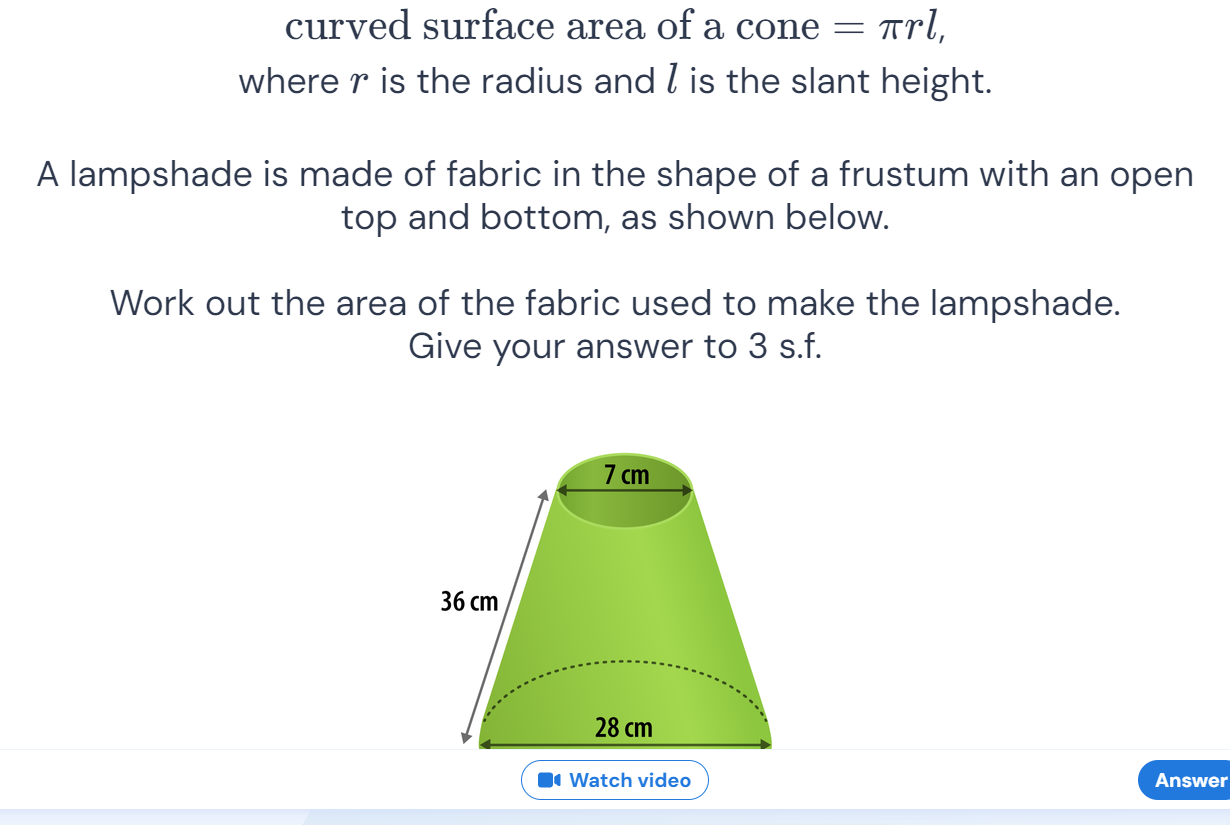 curved surface area of a cone = πrl,
where r is the radius and l is the slant height.
A lampshade is made of fabric in the shape of a frustum with an open
top and bottom, as shown below.
Work out the area of the fabric used to make the lampshade.
Give your answer to 3 s.f.
7 cm
36 cm
28 cm
Watch video
Answer